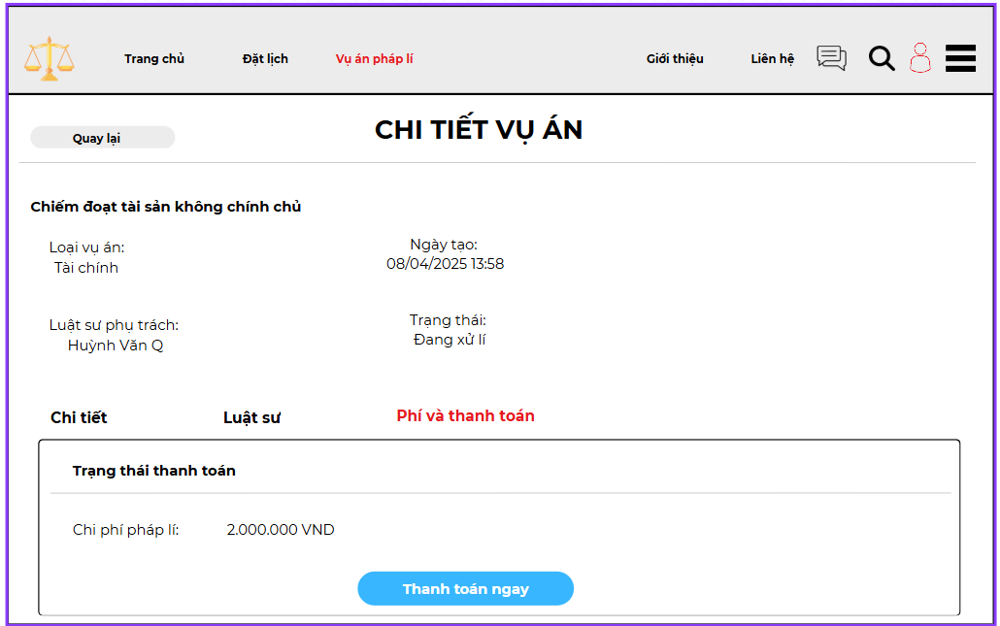 Trang chủ
Đặt lịch
Vụ án pháp lí
Giới thiệu
Liên hệ
Quay lại
CHI TIẾT VỤ ÁN
Chiếm đoạt tài sản không chính chủ
Loại vụ án:
Tài chính
Ngày tạo:
08/04/2025 13:58
Luật sư phụ trách:
Huỳnh Văn Q
Trạng thái:
Đang xử lí
Chi tiết
Luật sư
Phí và thanh toán
Trạng thái thanh toán
Chi phí pháp lí:
2.000.000 VND
Thanh toán ngay